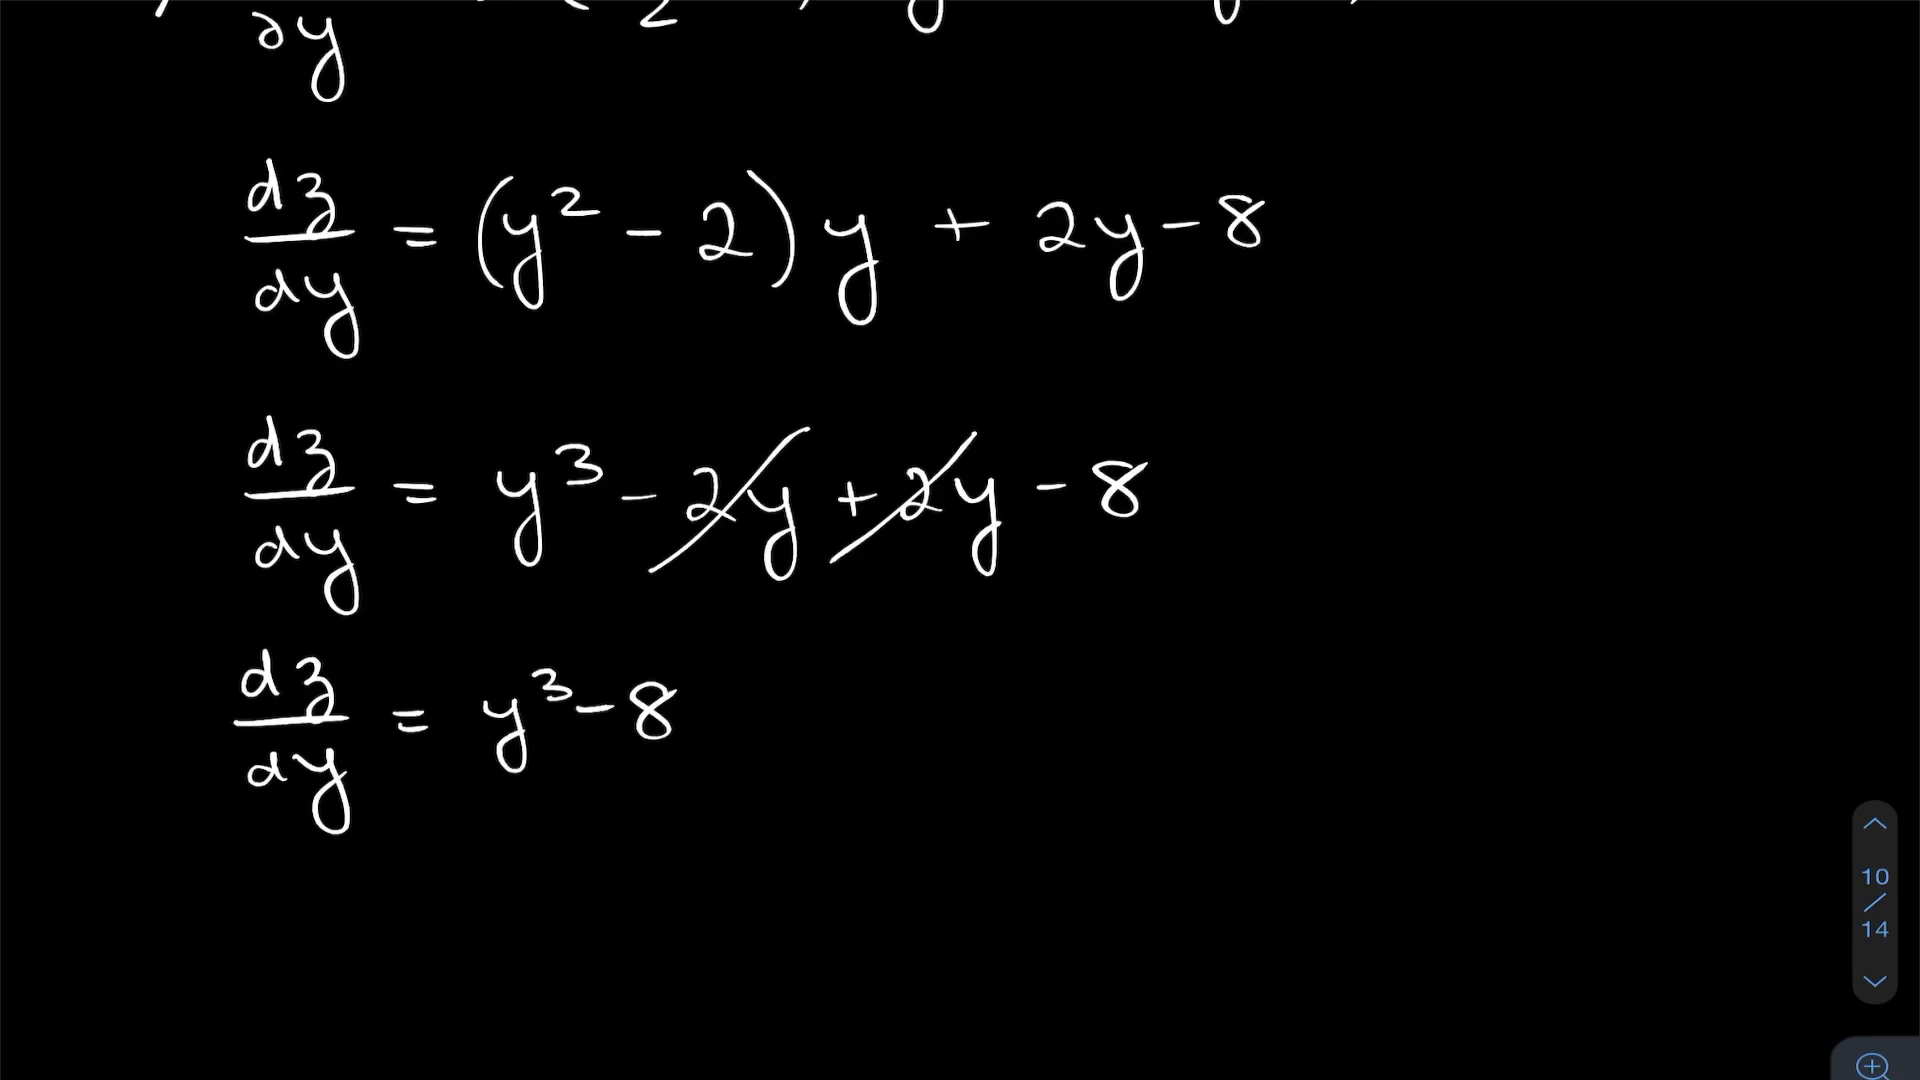 ∂y
dz/dy = (y² - 2) y + 2y - 8
dz/dy = y³ - 2y + 2y - 8
dz/dy = y³ - 8
10
/
14